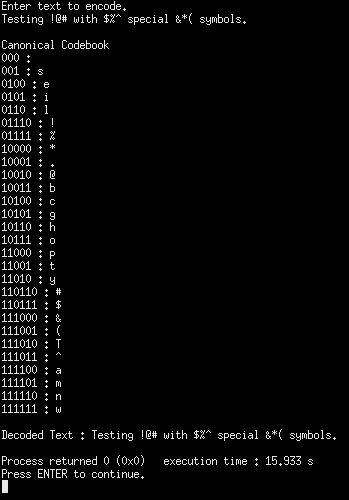 Enter text to encode.
Testing !@# with $%^ special &*( symbols.
Canonical Codebook
000 :
001 : s
0100 : e
0101 : i
0110 : l
01110 : !
01111 : %
10000 : *
10001 : .
10010 : @
10011 : b
10100 : c
10101 : g
10110 : h
10111 : o
11000 : p
11001 : t
11010 : y
110110 : #
110111 : $
111000 : &
111001 : (
111010 : T
111011 : ^
111100 : a
111101 : m
111110 : n
111111 : w
Decoded Text : Testing !@# with $%^ special &*( symbols.
Process returned 0 (0x0)   execution time : 15.933 s
Press ENTER to continue.